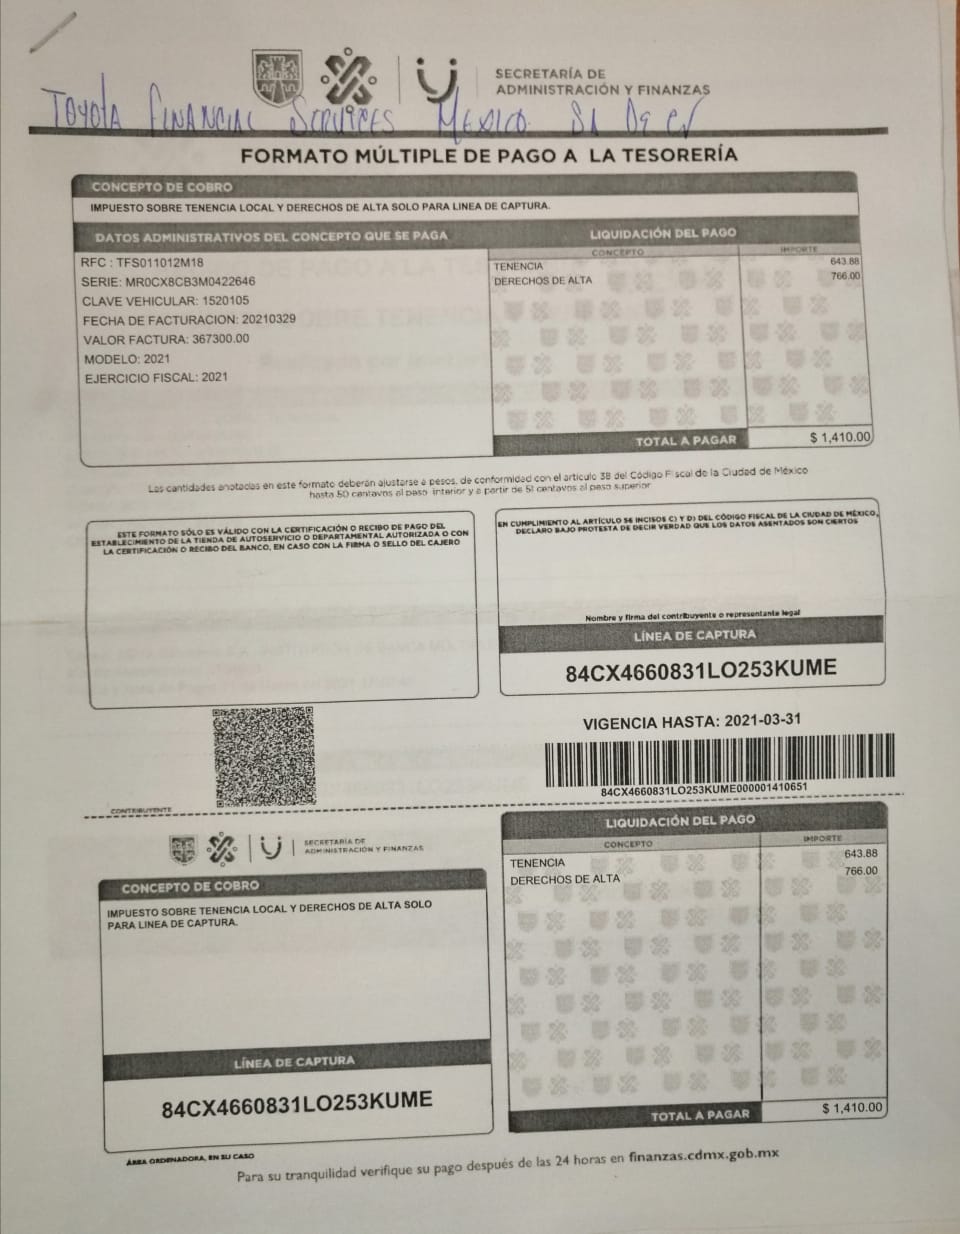 SECRETARÍA DE
ADMINISTRACIÓN Y FINANZAS
TOYOTA FINANCIAL SERVICES MEXICO SA DE CV
FORMATO MÚLTIPLE DE PAGO A LA TESORERÍA
CONCEPTO DE COBRO
IMPUESTO SOBRE TENENCIA LOCAL Y DERECHOS DE ALTA SOLO PARA LINEA DE CAPTURA.
DATOS ADMINISTRATIVOS DEL CONCEPTO QUE SE PAGA
RFC : TFS011012M18
SERIE: MR0CX8CB3M0422646
CLAVE VEHICULAR: 1520105
FECHA DE FACTURACION: 20210329
VALOR FACTURA: 367300.00
MODELO: 2021
EJERCICIO FISCAL: 2021
LIQUIDACIÓN DEL PAGO
CONCEPTO IMPORTE
TENENCIA 643.88
DERECHOS DE ALTA 766.00
TOTAL A PAGAR $ 1,410.00
Las cantidades anotadas en este formato deberán ajustarse a pesos, de conformidad con el artículo 38 del Código Fiscal de la Ciudad de México
hasta 50 centavos al peso inferior y a partir de 51 centavos al peso superior
ESTE FORMATO SÓLO ES VÁLIDO CON LA CERTIFICACIÓN O RECIBO DE PAGO DEL
ESTABLECIMIENTO DE LA TIENDA DE AUTOSERVICIO O DEPARTAMENTAL AUTORIZADA O CON
LA CERTIFICACIÓN O RECIBO DEL BANCO, EN CASO CON LA FIRMA O SELLO DEL CAJERO
EN CUMPLIMIENTO AL ARTÍCULO 56 INCISOS C) Y D) DEL CÓDIGO FISCAL DE LA CIUDAD DE MÉXICO,
DECLARO BAJO PROTESTA DE DECIR VERDAD QUE LOS DATOS ASENTADOS SON CIERTOS
Nombre y firma del contribuyente o representante legal
LÍNEA DE CAPTURA
84CX4660831LO253KUME
VIGENCIA HASTA: 2021-03-31
84CX4660831LO253KUME000001410651
CONTRIBUYENTE
SECRETARÍA DE
ADMINISTRACIÓN Y FINANZAS
CONCEPTO DE COBRO
IMPUESTO SOBRE TENENCIA LOCAL Y DERECHOS DE ALTA SOLO
PARA LINEA DE CAPTURA.
LÍNEA DE CAPTURA
84CX4660831LO253KUME
LIQUIDACIÓN DEL PAGO
CONCEPTO IMPORTE
TENENCIA 643.88
DERECHOS DE ALTA 766.00
TOTAL A PAGAR $ 1,410.00
ÁREA ORDENADORA, EN SU CASO
Para su tranquilidad verifique su pago después de las 24 horas en finanzas.cdmx.gob.mx